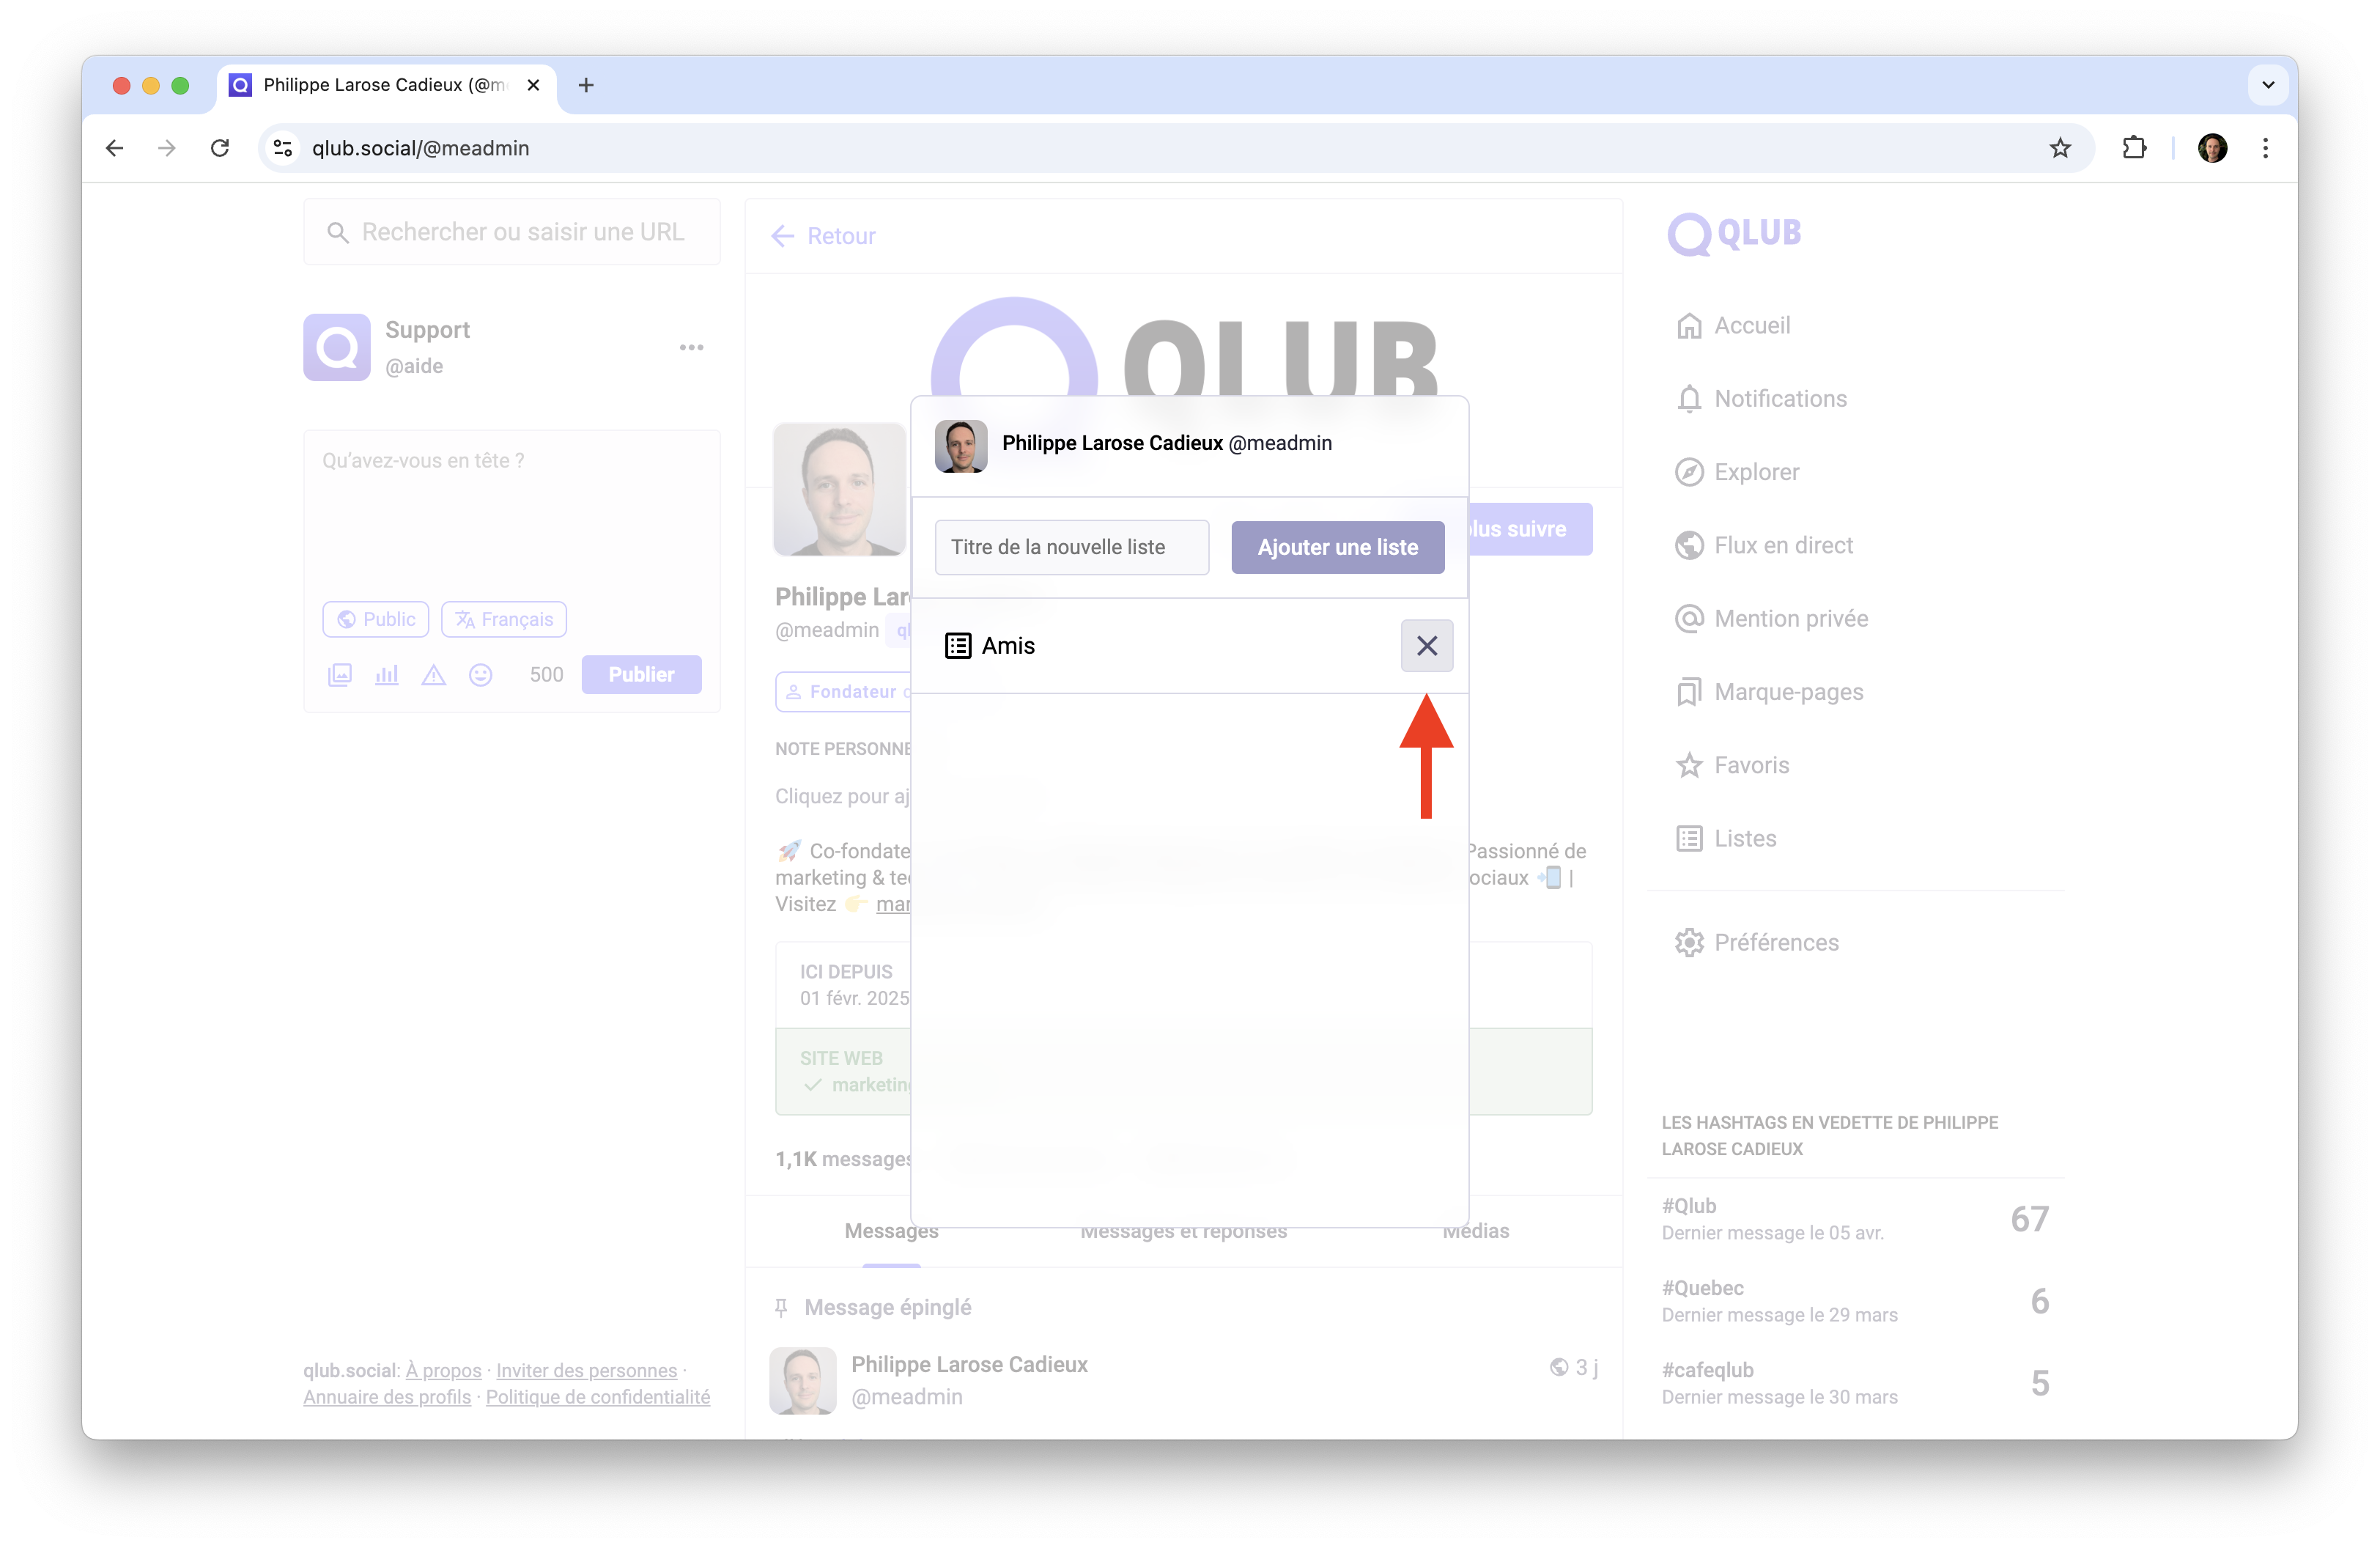 Philippe Larose Cadieux (@m
qlub.social/@meadmin
Rechercher ou saisir une URL
Support
@aide
Qu’avez-vous en tête ?
Public
Français
500
Publier
qlub.social: À propos · Inviter des personnes ·
Annuaire des profils · Politique de confidentialité
Retour
QLUB
Philippe Larose Cadieux @meadmin
Titre de la nouvelle liste
Ajouter une liste
Amis
plus suivre
Philippe Lar
@meadmin
Fondateur
NOTE PERSONNE
Cliquez pour aj
Co-fondate Passionné de
marketing & te ociaux |
Visitez mar
ICI DEPUIS
01 févr. 2025
SITE WEB
marketing
1,1K messages
Messages
Messages et réponses
Médias
Message épinglé
Philippe Larose Cadieux
@meadmin
3 j
QLUB
Accueil
Notifications
Explorer
Flux en direct
Mention privée
Marque-pages
Favoris
Listes
Préférences
LES HASHTAGS EN VEDETTE DE PHILIPPE
LAROSE CADIEUX
#Qlub
Dernier message le 05 avr.
67
#Quebec
Dernier message le 29 mars
6
#cafeqlub
Dernier message le 30 mars
5